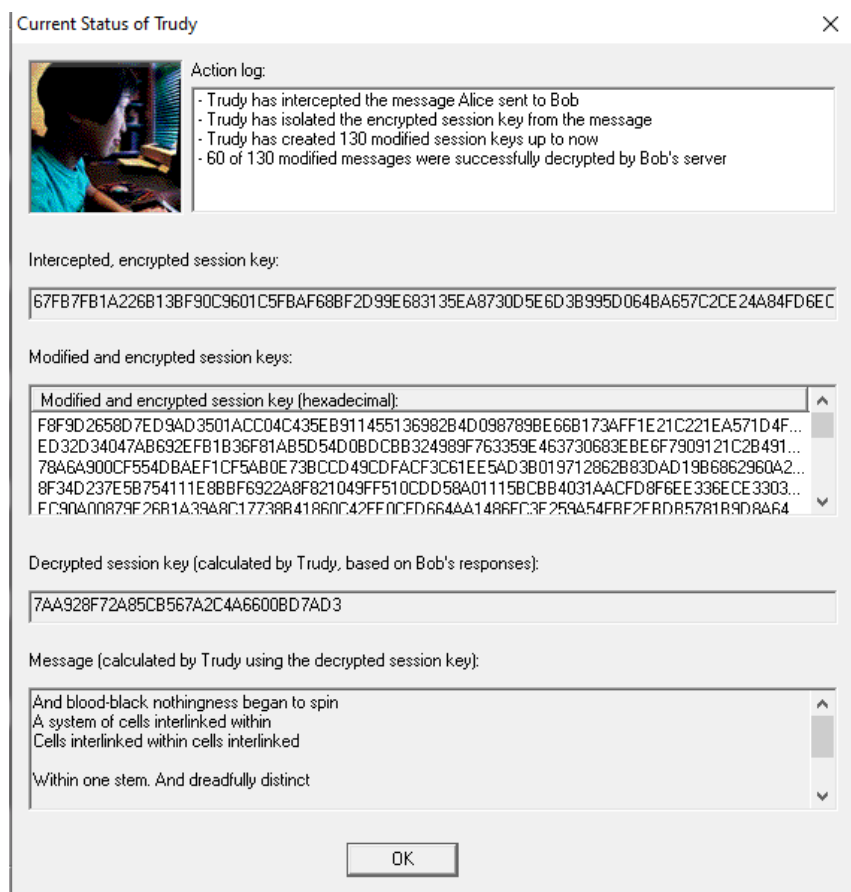 Current Status of Trudy
Action log:
- Trudy has intercepted the message Alice sent to Bob
- Trudy has isolated the encrypted session key from the message
- Trudy has created 130 modified session keys up to now
- 60 of 130 modified messages were successfully decrypted by Bob's server
Intercepted, encrypted session key:
67FB7FB1A226B13BF90C9601C5FBAF68BF2D99E683135EA8730D5E6D3B995D064BA657C2CE24A84FD6EC
Modified and encrypted session keys:
Modified and encrypted session key (hexadecimal):
F8F9D2658D7ED9AD3501ACC04C435EB911455136982B4D098789BE66B173AFF1E21C221EA571D4F...
ED32D34047AB692EFB1B36F81AB5D54D0BDCBB324989F763359E463730683EBE6F7909121C2B491...
78A6A900CF554DBAEF1CF5AB0E73BCCD49CDFACF3C61EE5AD3B019712862B83DAD19B6862960A2...
8F34D237E5B754111E8BBF6922A8F821049FF510CDD58A01115BCBB4031AACFD8F6EE336ECE3303...
Decrypted session key (calculated by Trudy, based on Bob's responses):
7AA928F72A85CB567A2C4A6600BD7AD3
Message (calculated by Trudy using the decrypted session key):
And blood-black nothingness began to spin
A system of cells interlinked within
Cells interlinked within cells interlinked
Within one stem. And dreadfully distinct
OK